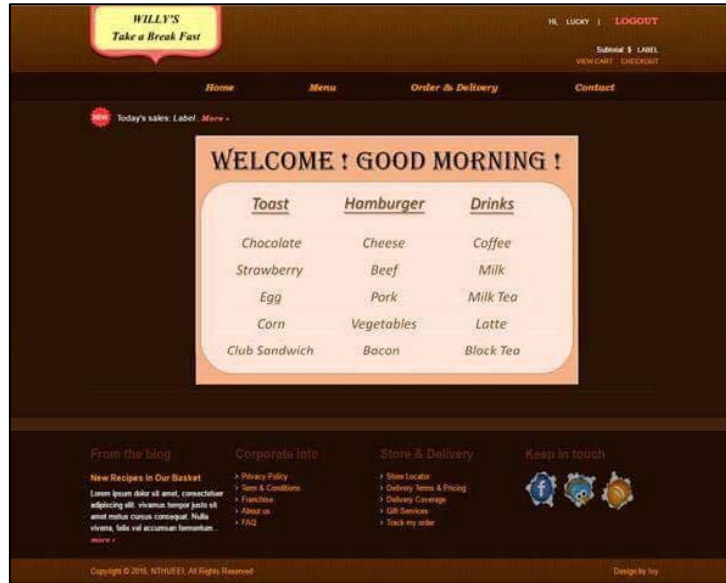 WILLY'S
Take a Break Fast
Hi, LUCKY | LOGOUT
Subtotal: $ LABEL
VIEW CART CHECKOUT
Home Menu Order & Delivery Contact
NEW Today's sales: Label . More »
WELCOME ! GOOD MORNING !
Toast Hamburger Drinks
Chocolate Cheese Coffee
Strawberry Beef Milk
Egg Pork Milk Tea
Corn Vegetables Latte
Club Sandwich Bacon Black Tea
From the blog Corporate Info Store & Delivery Keep in touch
New Recipes in Our Basket
Lorem ipsum dolor sit amet, consectetuer
adipiscing elit. vivamus tempor justo sit
amet metus cursus consequat. Nulla
viverra, felis vel accumsan fermentum...
more »
› Privacy Policy
› Term & Conditions
› Franchise
› About us
› FAQ
› Store Locator
› Delivery Terms & Pricing
› Delivery Coverage
› Gift Services
› Track my order
Copyright © 2015, NTHUEEI, All Rights Reserved Design by Ivy